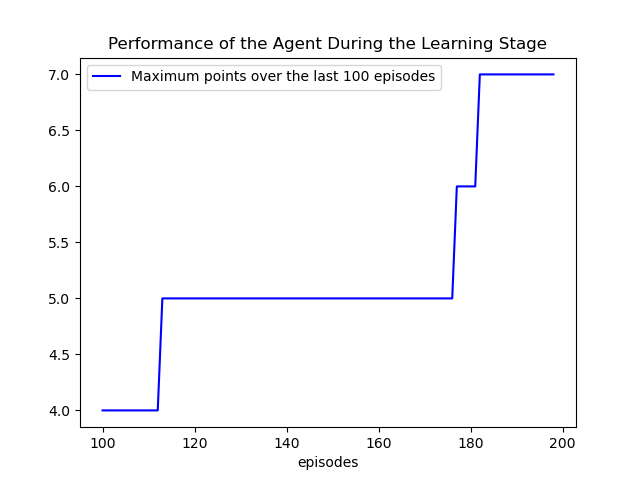 Performance of the Agent During the Learning Stage
Maximum points over the last 100 episodes
7.0
6.5
6.0
5.5
5.0
4.5
4.0
100 120 140 160 180 200
episodes